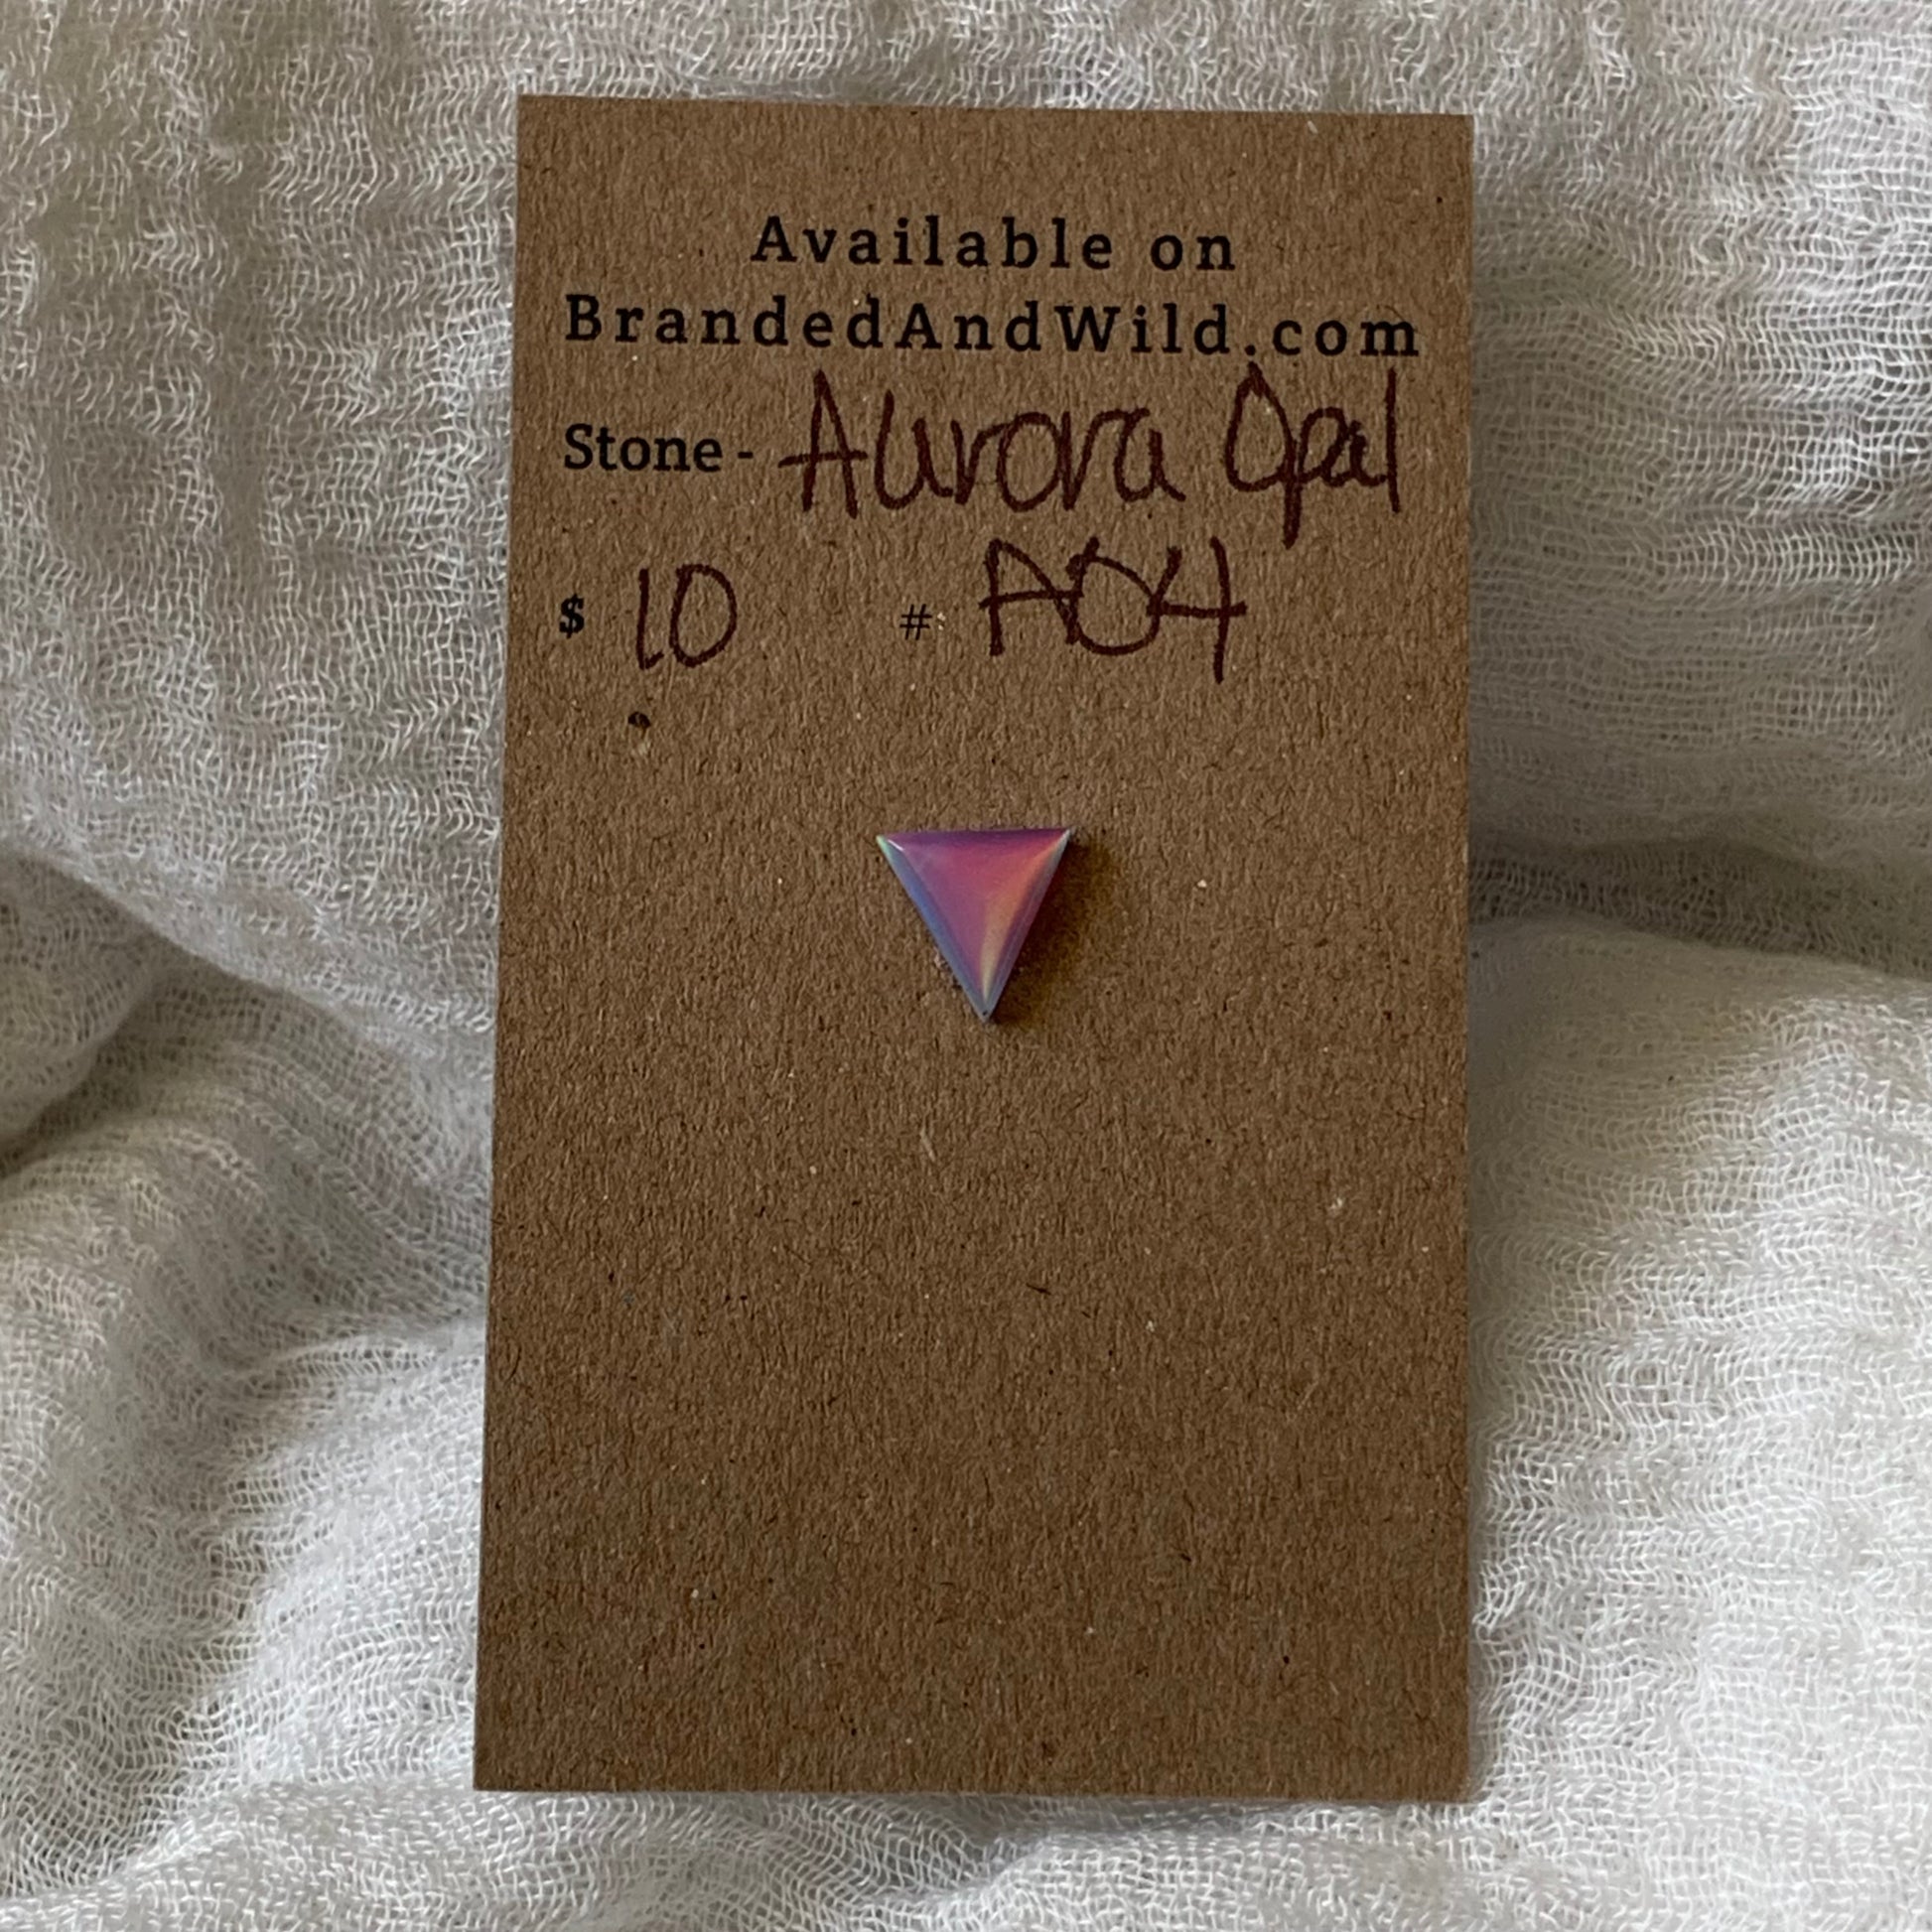 Available on
BrandedAndWild.com
Stone - Aurora Opal
$ 10 # AO4